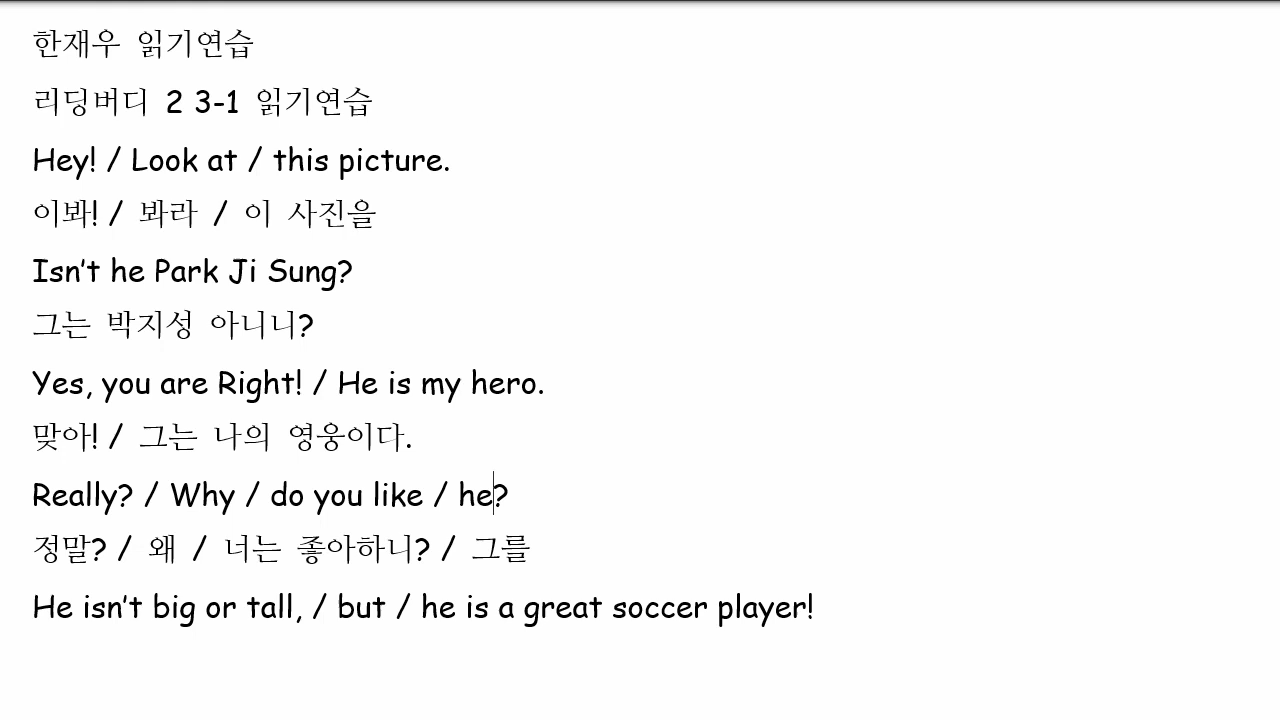 한재우 읽기연습
리딩버디 2 3-1 읽기연습
Hey! / Look at / this picture.
이봐! / 봐라 / 이 사진을
Isn't he Park Ji Sung?
그는 박지성 아니니?
Yes, you are Right! / He is my hero.
맞아! / 그는 나의 영웅이다.
Really? / Why / do you like / he?
정말? / 왜 / 너는 좋아하니? / 그를
He isn't big or tall, / but / he is a great soccer player!